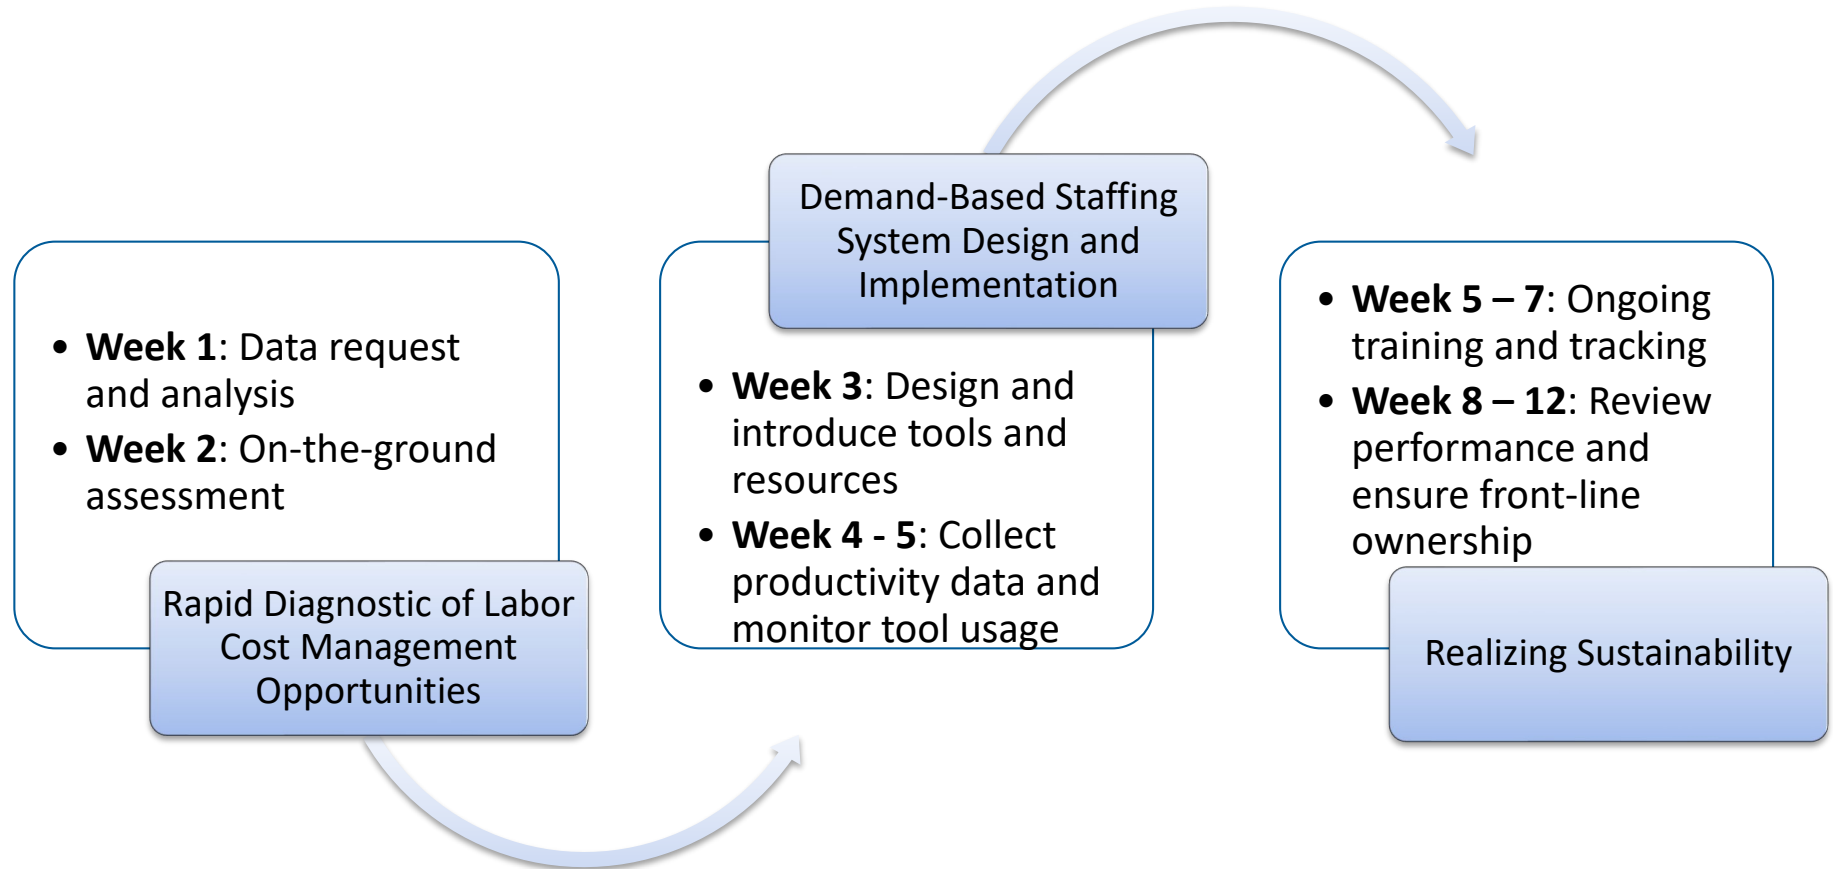 • Week 1: Data request
and analysis
• Week 2: On-the-ground
assessment
Rapid Diagnostic of Labor
Cost Management
Opportunities
Demand-Based Staffing
System Design and
Implementation
• Week 3: Design and
introduce tools and
resources
• Week 4 - 5: Collect
productivity data and
monitor tool usage
• Week 5 – 7: Ongoing
training and tracking
• Week 8 – 12: Review
performance and
ensure front-line
ownership
Realizing Sustainability